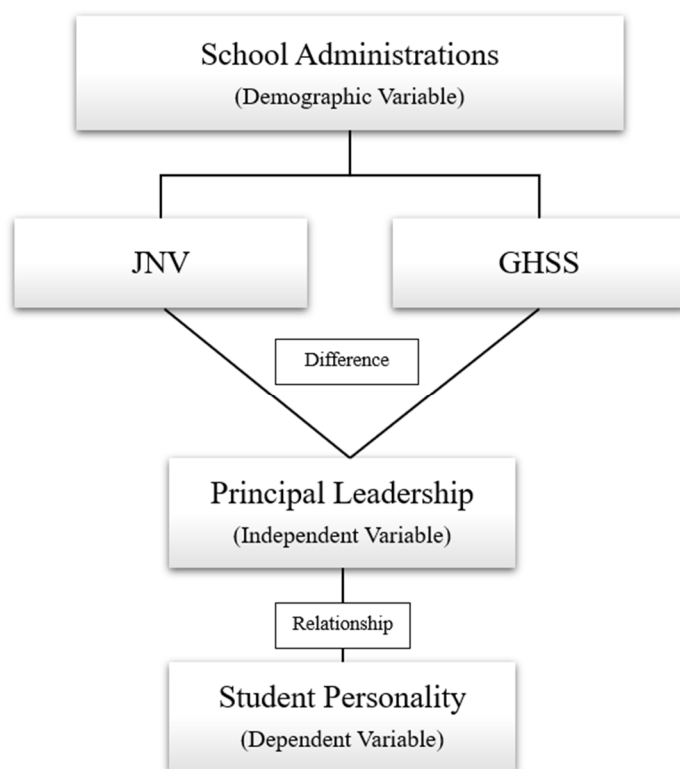 School Administrations
(Demographic Variable)
JNV
GHSS
Difference
Principal Leadership
(Independent Variable)
Relationship
Student Personality
(Dependent Variable)